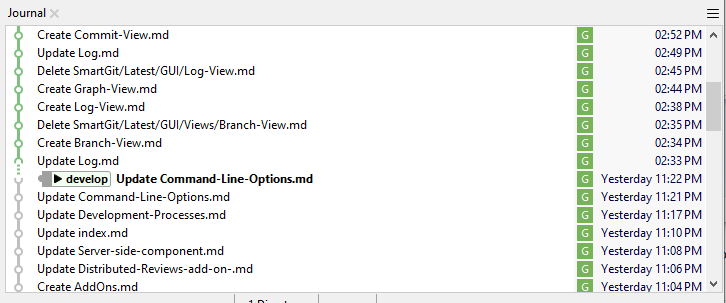 Journal
Create Commit-View.md G 02:52 PM
Update Log.md G 02:49 PM
Delete SmartGit/Latest/GUI/Log-View.md G 02:45 PM
Create Graph-View.md G 02:44 PM
Create Log-View.md G 02:38 PM
Delete SmartGit/Latest/GUI/Views/Branch-View.md G 02:35 PM
Create Branch-View.md G 02:34 PM
Update Log.md G 02:33 PM
develop Update Command-Line-Options.md G Yesterday 11:22 PM
Update Command-Line-Options.md G Yesterday 11:21 PM
Update Development-Processes.md G Yesterday 11:17 PM
Update index.md G Yesterday 11:10 PM
Update Server-side-component.md G Yesterday 11:08 PM
Update Distributed-Reviews-add-on-.md G Yesterday 11:06 PM
Create AddOns.md G Yesterday 11:04 PM